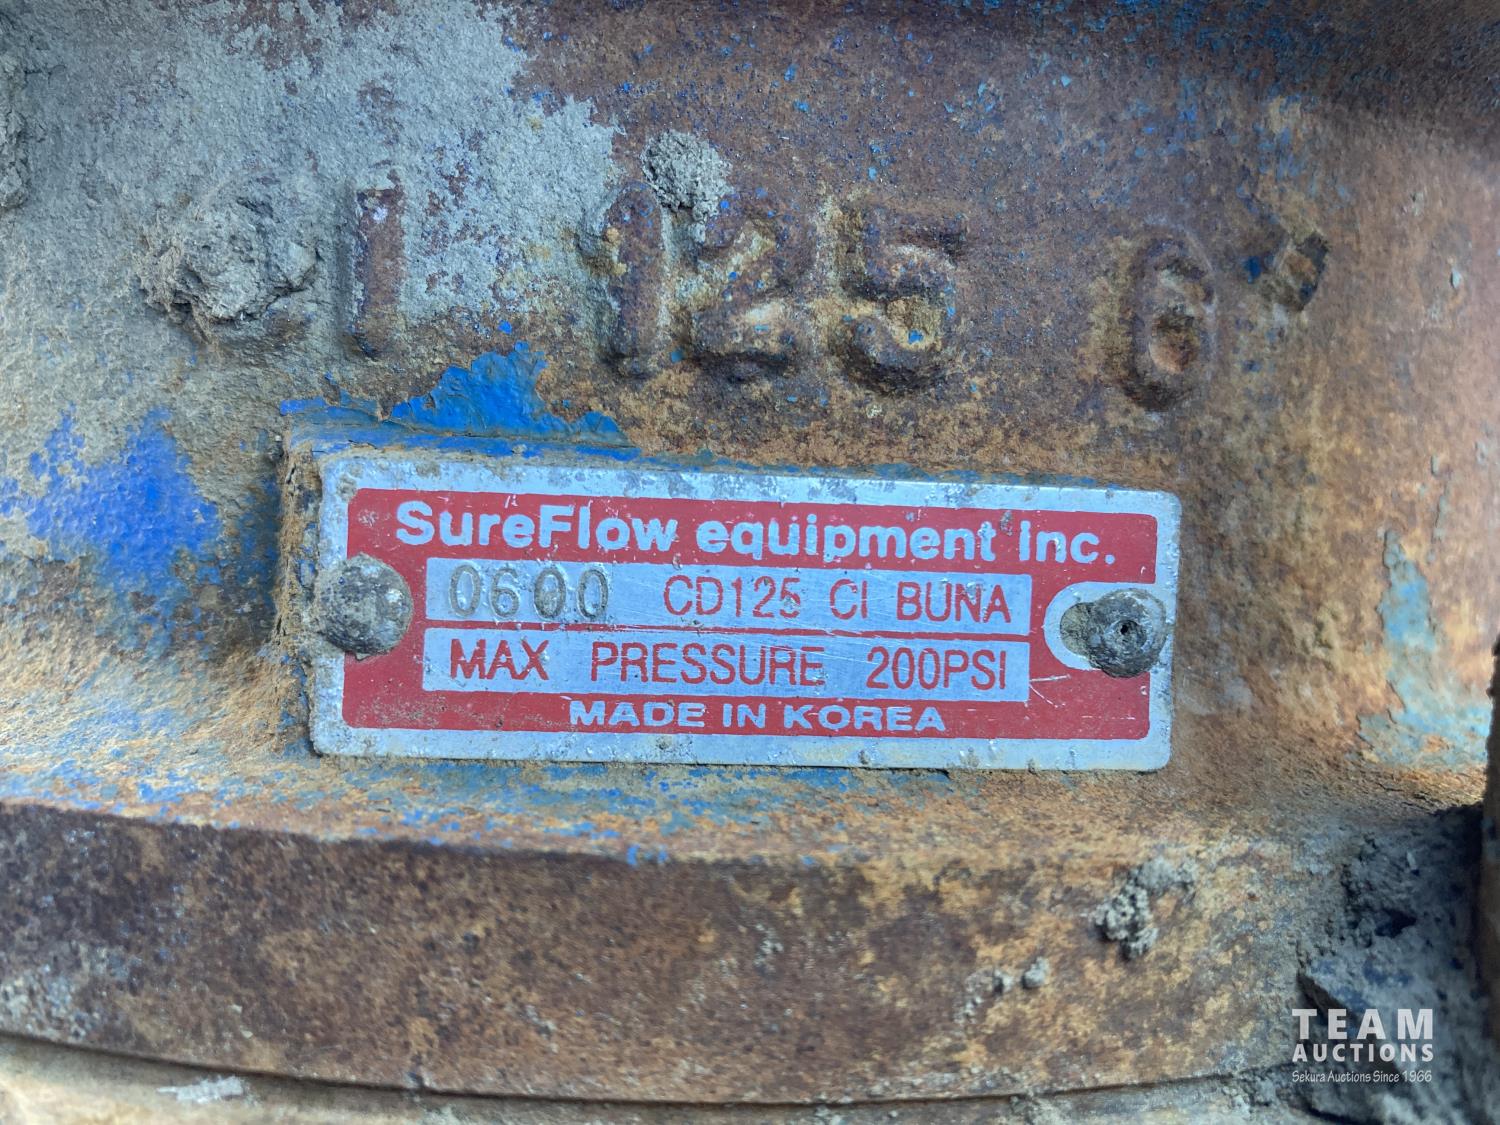 I 125 6"
SureFlow equipment Inc.
0600 CD125 CI BUNA
MAX PRESSURE 200PSI
MADE IN KOREA
TEAM
AUCTIONS
Sekura Auctions Since 1966